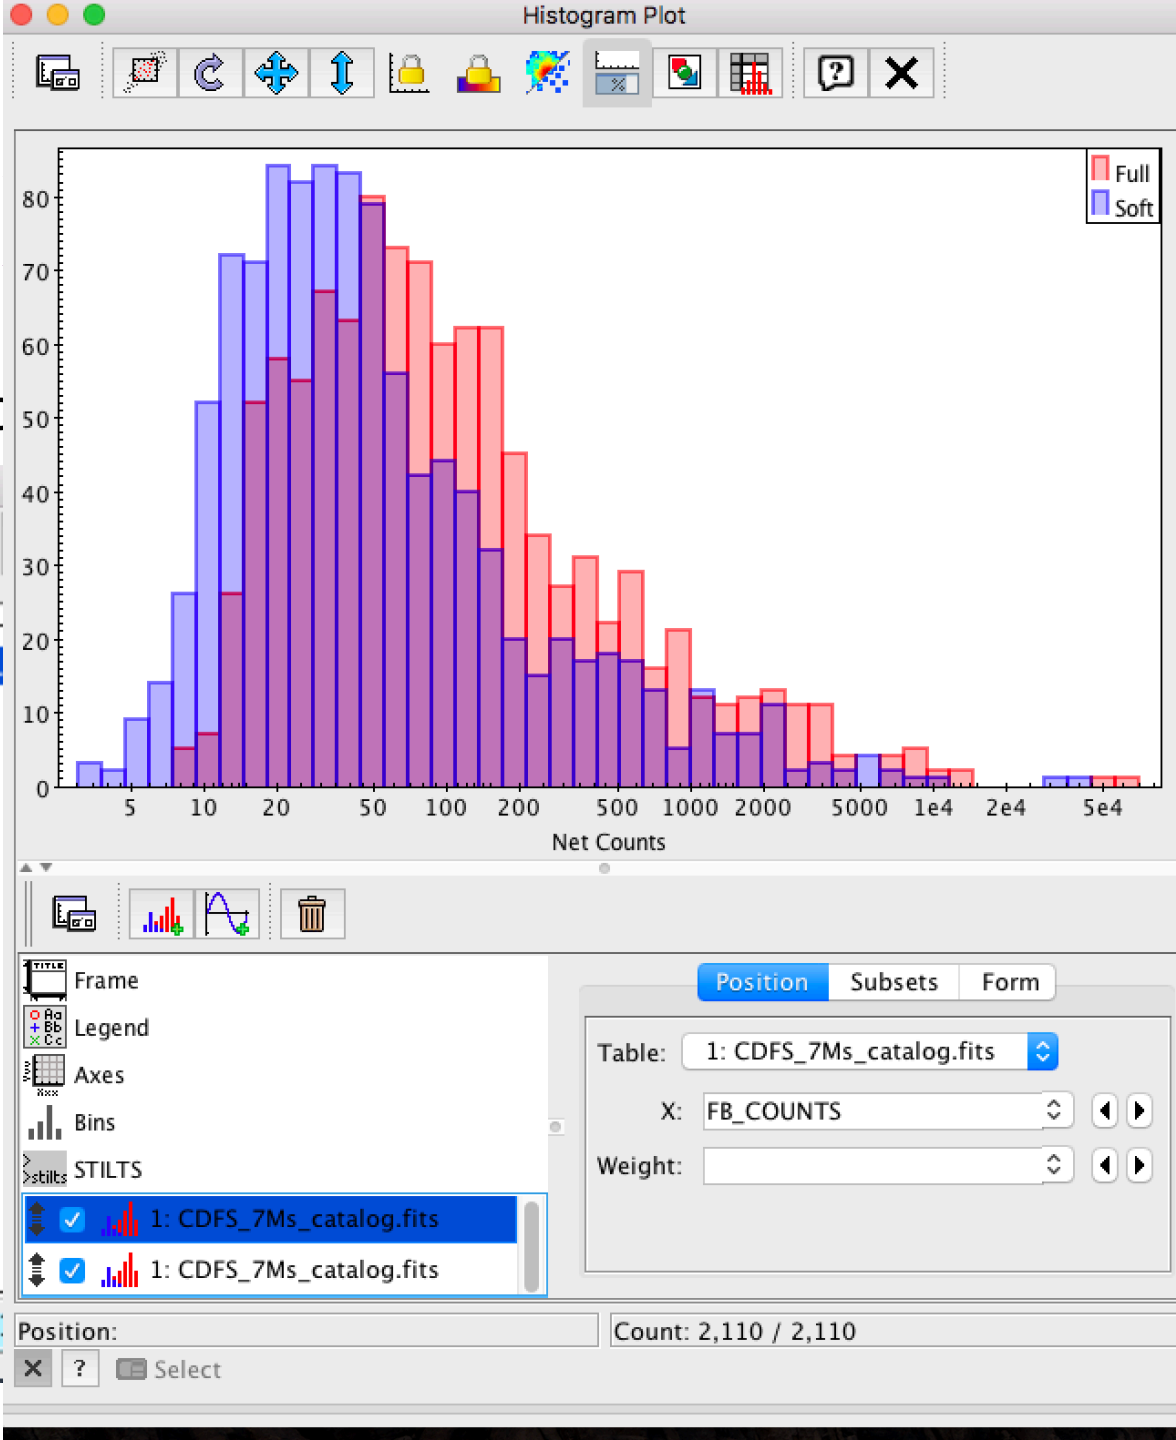 Histogram Plot
Full
Soft
80
70
60
50
40
30
20
10
0
5 10 20 50 100 200 500 1000 2000 5000 1e4 2e4 5e4
Net Counts
TITLE
Frame
Legend
Axes
Bins
>stilts STILTS
1: CDFS_7Ms_catalog.fits
1: CDFS_7Ms_catalog.fits
Position Subsets Form
Table: 1: CDFS_7Ms_catalog.fits
X: FB_COUNTS
Weight:
Position:
Count: 2,110 / 2,110
? Select